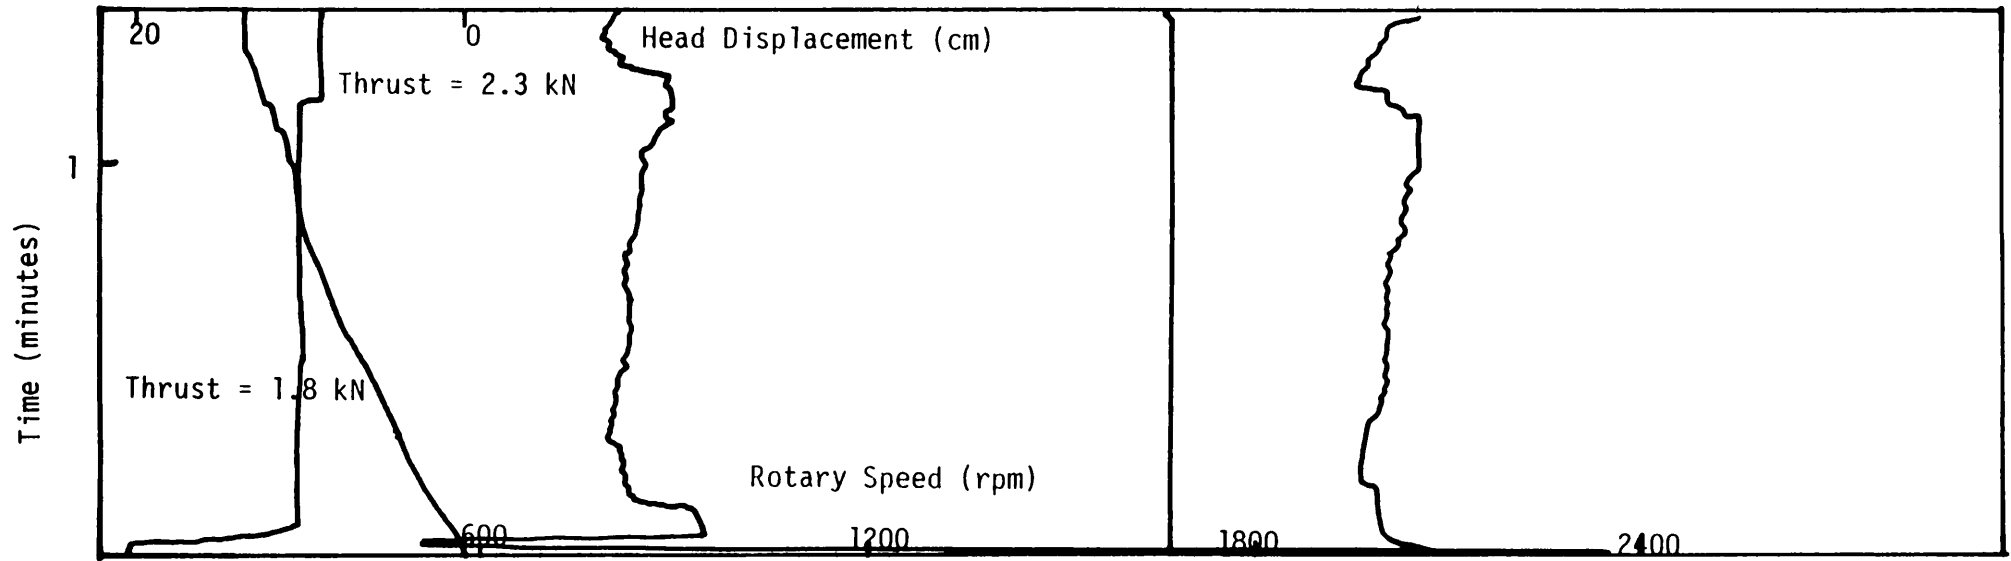 20
0
Head Displacement (cm)
Thrust = 2.3 kN
1
Time (minutes)
Thrust = 1.8 kN
Rotary Speed (rpm)
600
1200
1800
2400